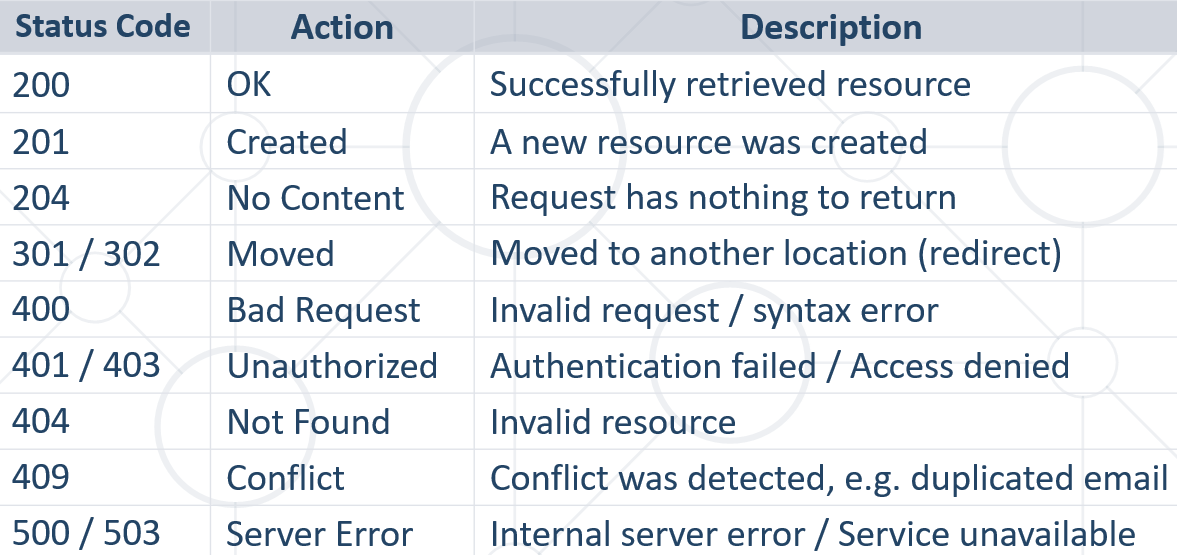 Status Code Action Description
200 OK Successfully retrieved resource
201 Created A new resource was created
204 No Content Request has nothing to return
301 / 302 Moved Moved to another location (redirect)
400 Bad Request Invalid request / syntax error
401 / 403 Unauthorized Authentication failed / Access denied
404 Not Found Invalid resource
409 Conflict Conflict was detected, e.g. duplicated email
500 / 503 Server Error Internal server error / Service unavailable